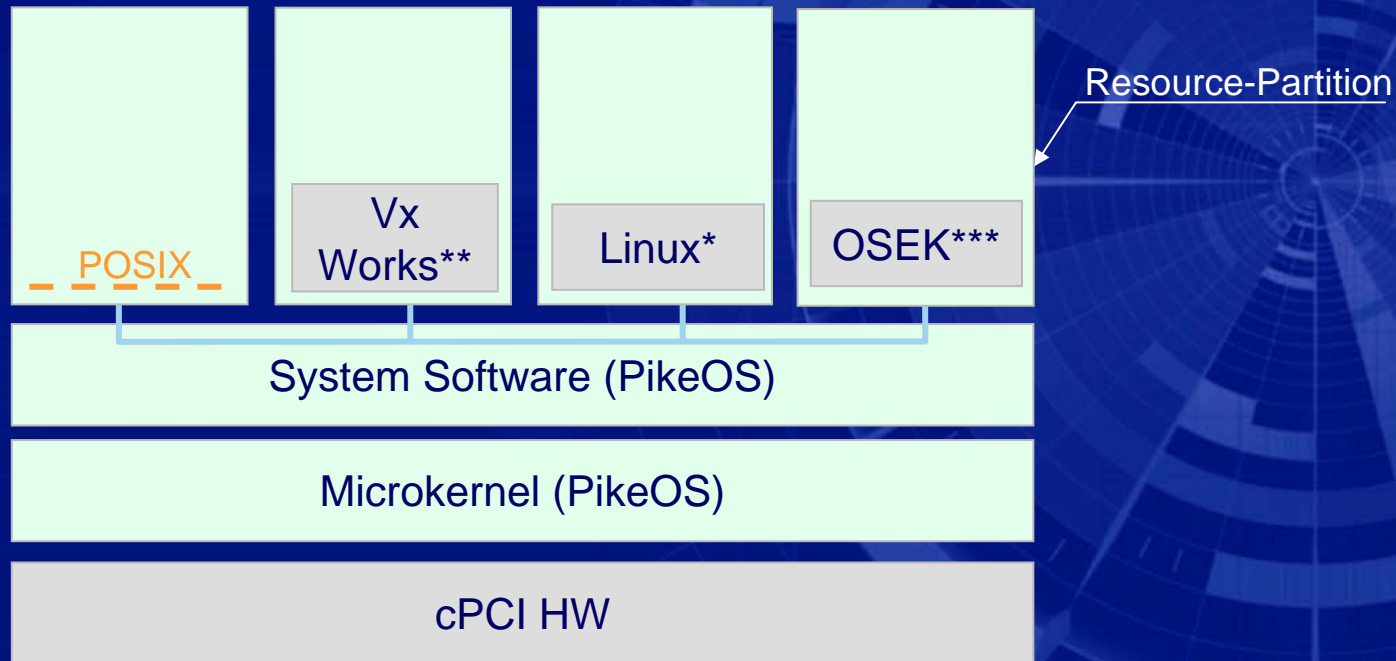 Resource-Partition
POSIX
Vx
Works**
Linux*
OSEK***
System Software (PikeOS)
Microkernel (PikeOS)
cPCI HW